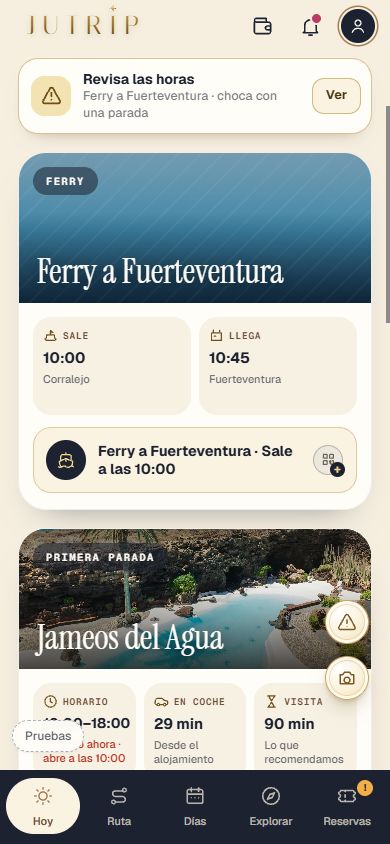 JUTRIP
Revisa las horas
Ferry a Fuerteventura · choca con
una parada
Ver
FERRY
Ferry a Fuerteventura
SALE
10:00
Corralejo
LLEGA
10:45
Fuerteventura
Ferry a Fuerteventura · Sale
a las 10:00
PRIMERA PARADA
Jameos del Agua
HORARIO
–18:00
ahora ·
abre a las 10:00
EN COCHE
29 min
Desde el
alojamiento
VISITA
90 min
Lo que
recomendamos
Pruebas
Hoy
Ruta
Días
Explorar
Reservas
!